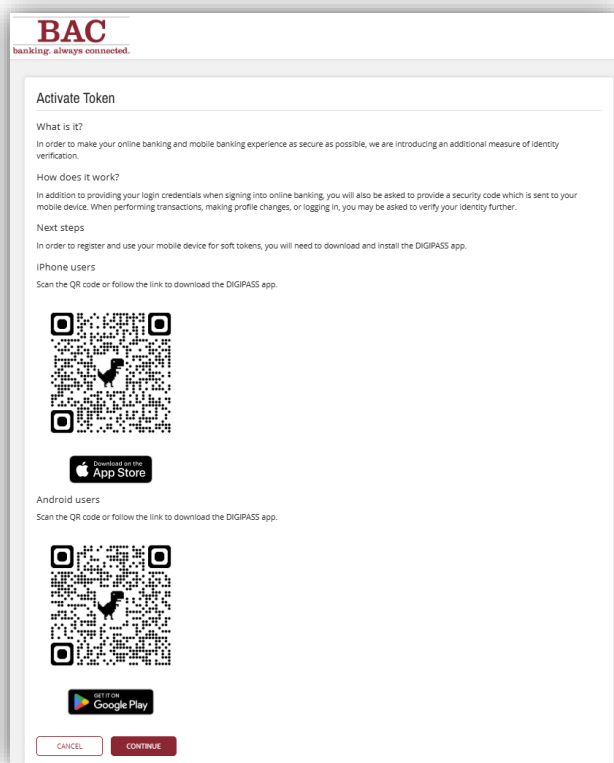 BAC
banking. always connected.
Activate Token
What is it?
In order to make your online banking and mobile banking experience as secure as possible, we are introducing an additional measure of identity
verification.
How does it work?
In addition to providing your login credentials when signing into online banking, you will also be asked to provide a security code which is sent to your
mobile device. When performing transactions, making profile changes, or logging in, you may be asked to verify your identity further.
Next steps
In order to register and use your mobile device for soft tokens, you will need to download and install the DIGIPASS app.
iPhone users
Scan the QR code or follow the link to download the DIGIPASS app.
Download on the
App Store
Android users
Scan the QR code or follow the link to download the DIGIPASS app.
GET IT ON
Google Play
CANCEL CONTINUE